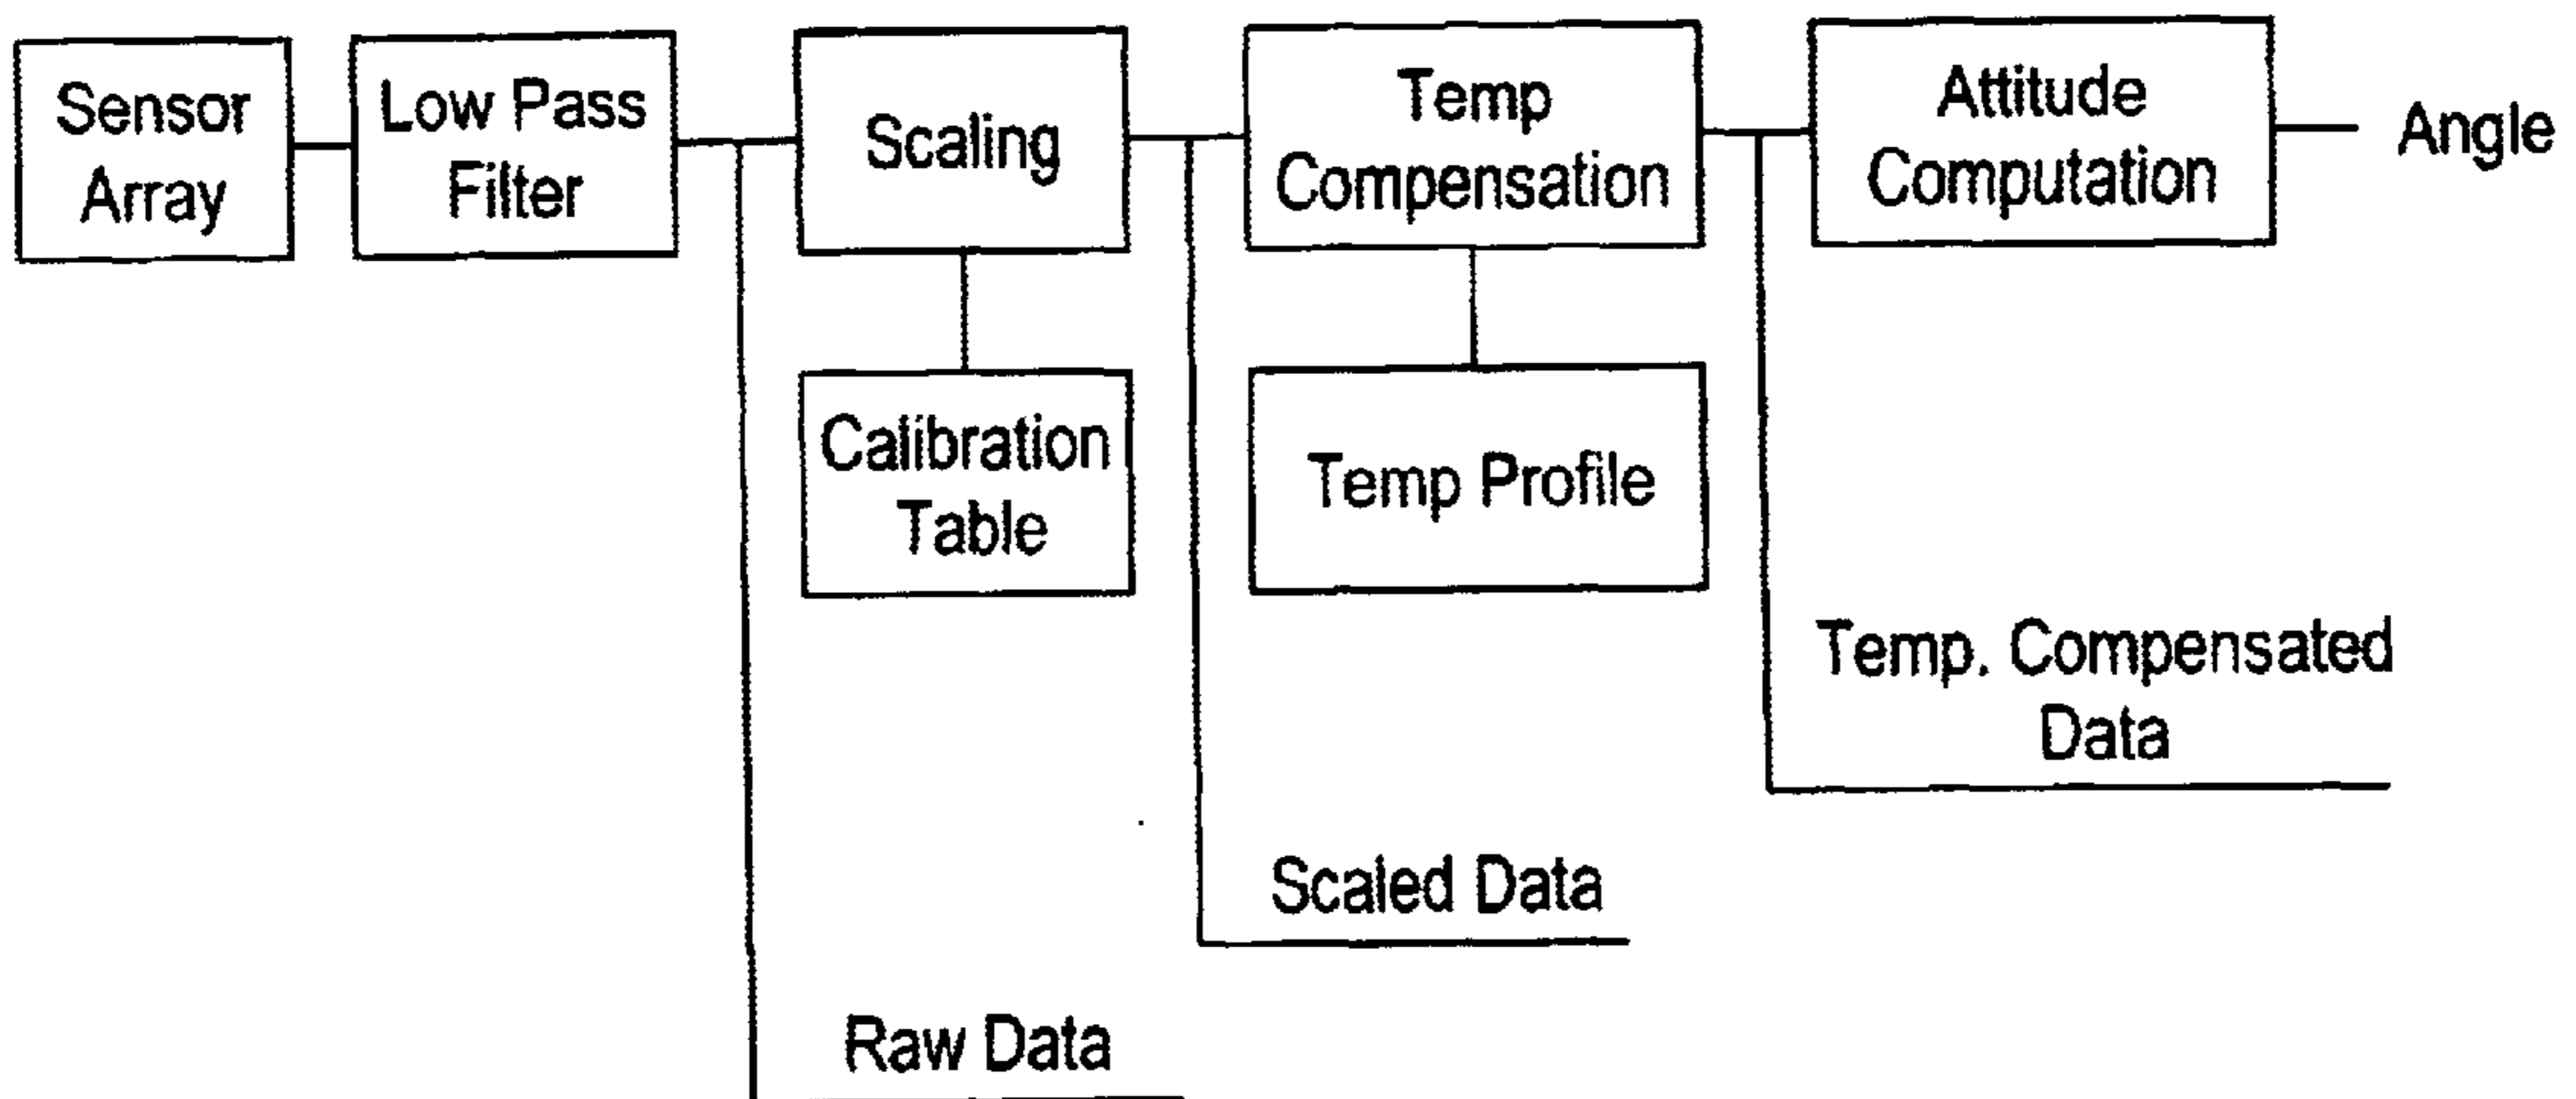 Sensor
Array
Low Pass
Filter
Scaling
Temp
Compensation
Attitude
Computation
Angle
Calibration
Table
Temp Profile
Temp. Compensated
Data
Scaled Data
Raw Data